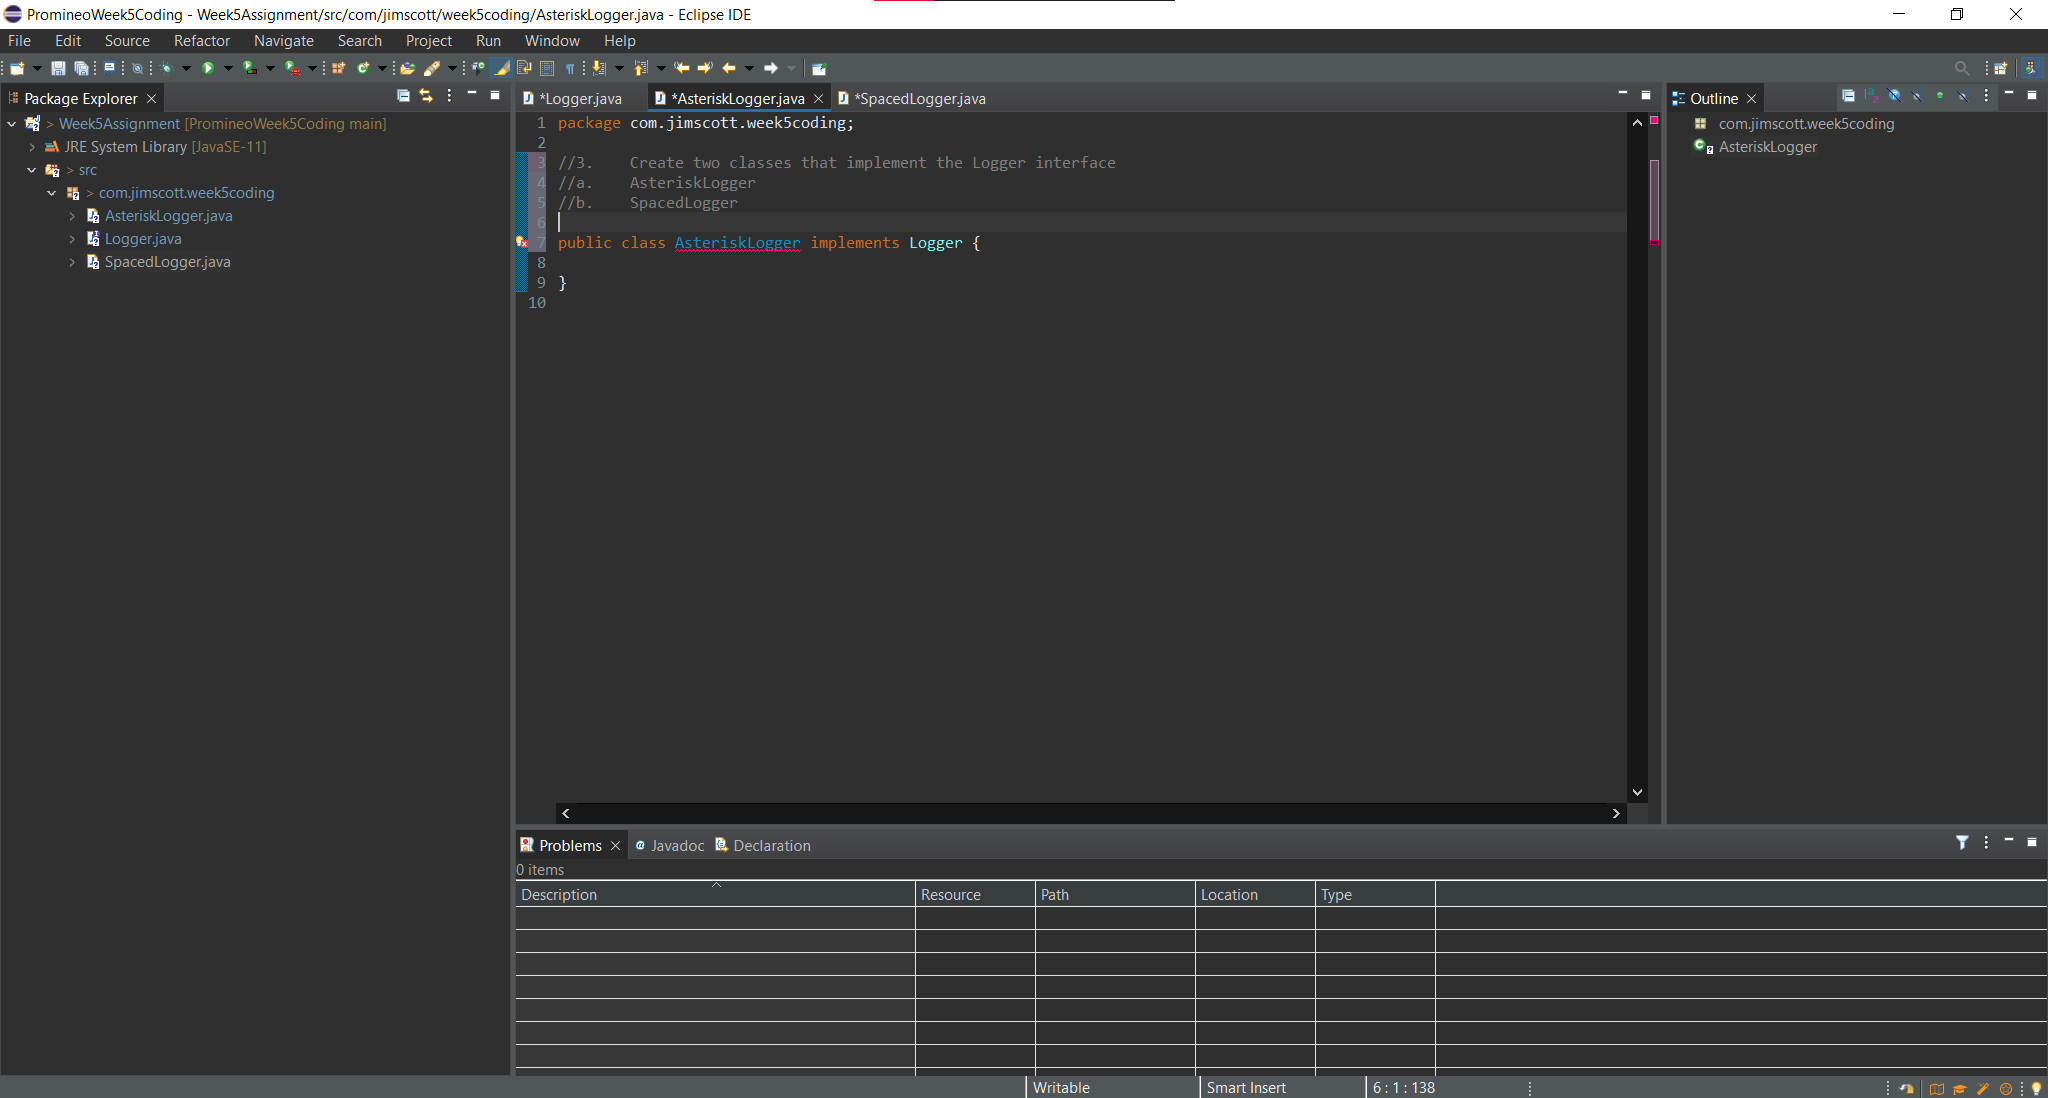 PromineoWeek5Coding - Week5Assignment/src/com/jimscott/week5coding/AsteriskLogger.java - Eclipse IDE
File Edit Source Refactor Navigate Search Project Run Window Help
Package Explorer
> Week5Assignment [PromineoWeek5Coding main]
JRE System Library [JavaSE-11]
> src
> com.jimscott.week5coding
AsteriskLogger.java
Logger.java
SpacedLogger.java
*Logger.java *AsteriskLogger.java *SpacedLogger.java
1 package com.jimscott.week5coding;
2
3 //3. Create two classes that implement the Logger interface
4 //a. AsteriskLogger
5 //b. SpacedLogger
6
7 public class AsteriskLogger implements Logger {
8
9 }
10
Outline
com.jimscott.week5coding
AsteriskLogger
Problems Javadoc Declaration
0 items
Description Resource Path Location Type
Writable Smart Insert 6 : 1 : 138